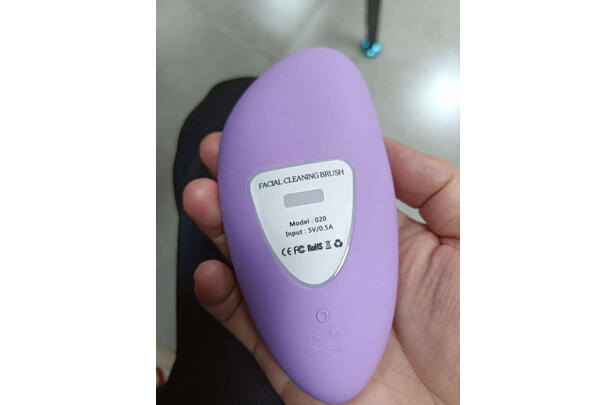 FACIAL CLEANING BRUSH
Model : 020
Input : 5V/0.5A
CE FC RoHS